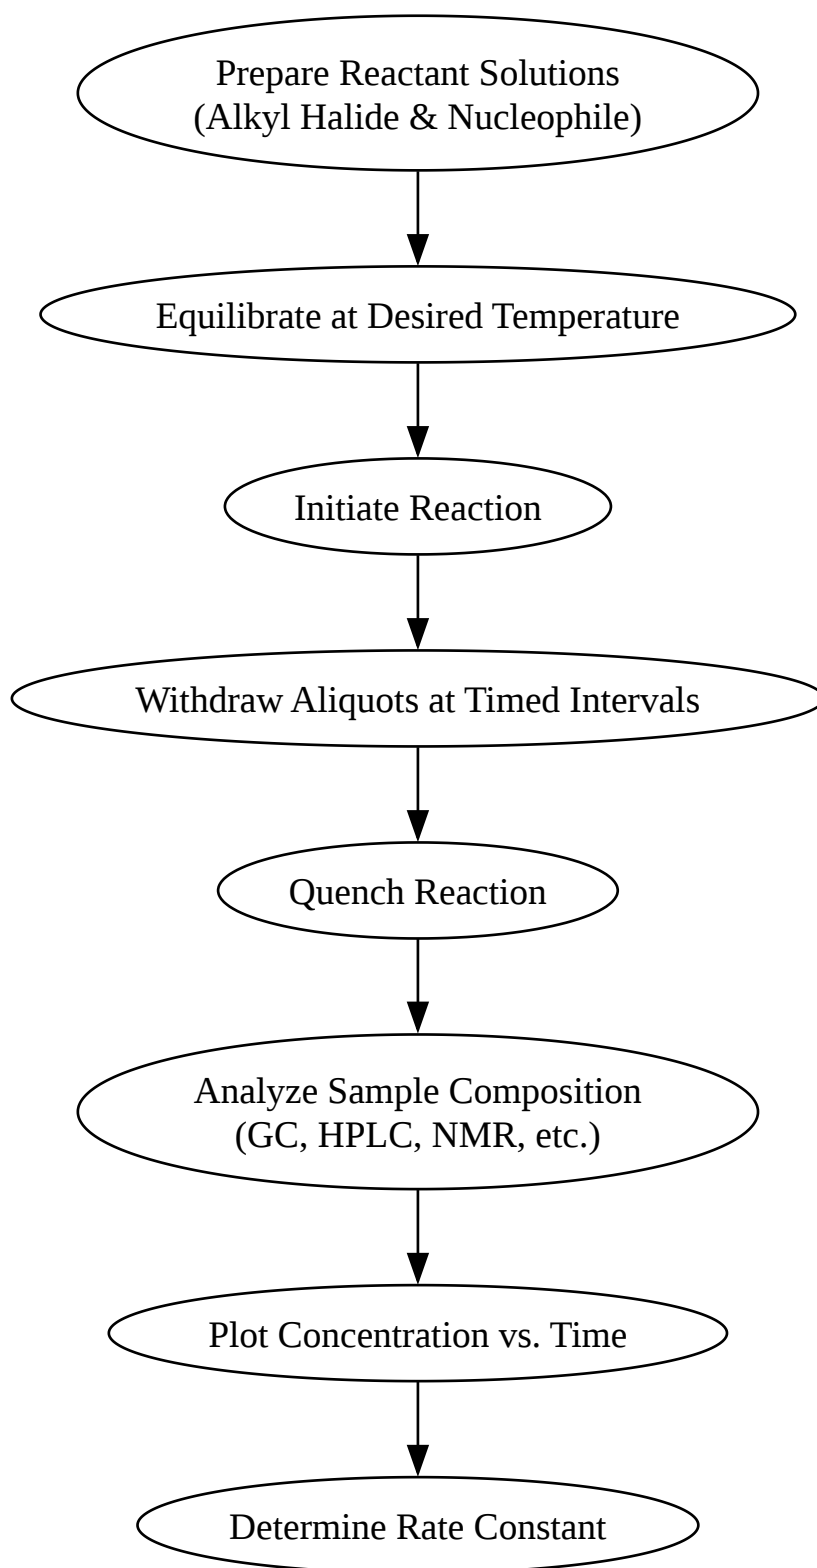 Prepare Reactant Solutions
(Alkyl Halide & Nucleophile)
Equilibrate at Desired Temperature
Initiate Reaction
Withdraw Aliquots at Timed Intervals
Quench Reaction
Analyze Sample Composition
(GC, HPLC, NMR, etc.)
Plot Concentration vs. Time
Determine Rate Constant